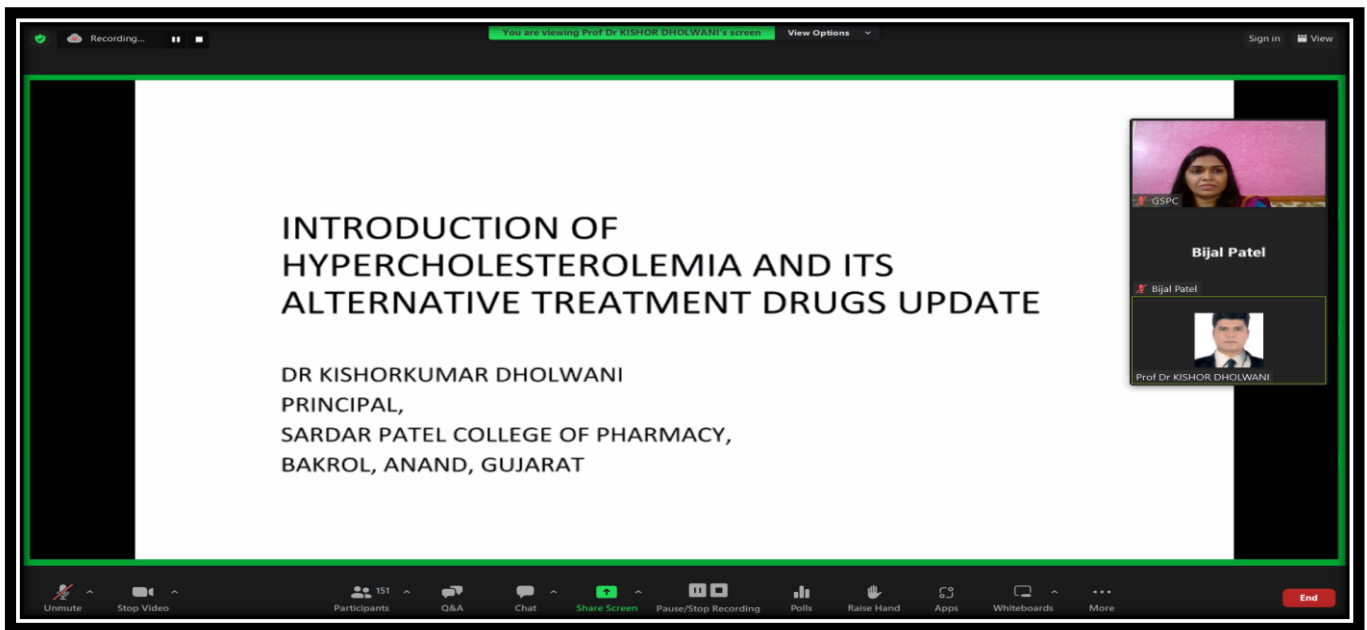 Recording...
You are viewing Prof Dr KISHOR DHOLWANI's screen
View Options
Sign in
View
INTRODUCTION OF
HYPERCHOLESTEROLEMIA AND ITS
ALTERNATIVE TREATMENT DRUGS UPDATE
DR KISHORKUMAR DHOLWANI
PRINCIPAL,
SARDAR PATEL COLLEGE OF PHARMACY,
BAKROL, ANAND, GUJARAT
GSPC
Bijal Patel
Bijal Patel
Prof Dr KISHOR DHOLWANI
Unmute
Stop Video
151
Participants
Q&A
Chat
Share Screen
Pause/Stop Recording
Polls
Raise Hand
Apps
Whiteboards
More
End